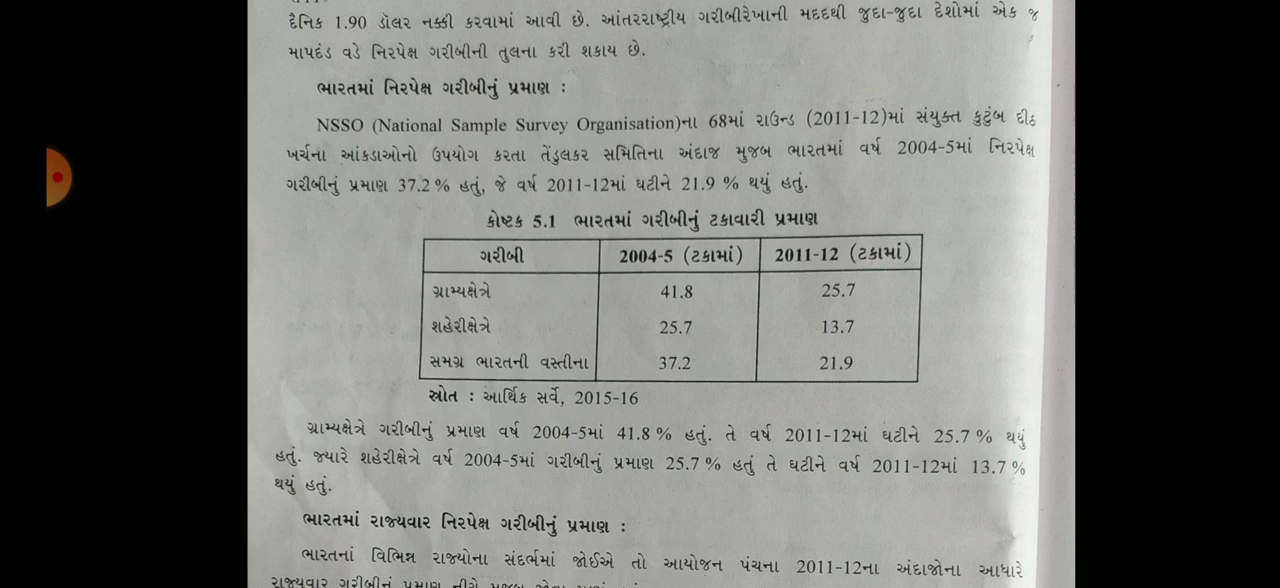 દૈનિક 1.90 ડૉલર નક્કી કરવામાં આવી છે. આંતરરાષ્ટ્રીય ગરીબીરેખાની મદદથી જુદા-જુદા દેશોમાં એક જ
માપદંડ વડે નિરપેક્ષ ગરીબીની તુલના કરી શકાય છે.
ભારતમાં નિરપેક્ષ ગરીબીનું પ્રમાણ :
NSSO (National Sample Survey Organisation)ના 68માં રાઉન્ડ (2011-12)માં સંયુક્ત કુટુંબ દીઠ
ખર્ચના આંકડાઓનો ઉપયોગ કરતા તેંડુલકર સમિતિના અંદાજ મુજબ ભારતમાં વર્ષ 2004-5માં નિરપેક્ષ
ગરીબીનું પ્રમાણ 37.2 % હતું, જે વર્ષ 2011-12માં ઘટીને 21.9 % થયું હતું.
કોષ્ટક 5.1 ભારતમાં ગરીબીનું ટકાવારી પ્રમાણ
ગરીબી 2004-5 (ટકામાં) 2011-12 (ટકામાં)
ગ્રામ્યક્ષેત્રે 41.8 25.7
શહેરીક્ષેત્રે 25.7 13.7
સમગ્ર ભારતની વસ્તીના 37.2 21.9
સ્રોત : આર્થિક સર્વે, 2015-16
ગ્રામ્યક્ષેત્રે ગરીબીનું પ્રમાણ વર્ષ 2004-5માં 41.8 % હતું. તે વર્ષ 2011-12માં ઘટીને 25.7 % થયું
હતું. જ્યારે શહેરીક્ષેત્રે વર્ષ 2004-5માં ગરીબીનું પ્રમાણ 25.7 % હતું તે ઘટીને વર્ષ 2011-12માં 13.7 %
થયું હતું.
ભારતમાં રાજ્યવાર નિરપેક્ષ ગરીબીનું પ્રમાણ :
ભારતનાં વિભિન્ન રાજ્યોના સંદર્ભમાં જોઈએ તો આયોજન પંચના 2011-12ના અંદાજોના આધારે
રાજ્યવાર ગરીબીનું પ્રમાણ નીચે મુજબ